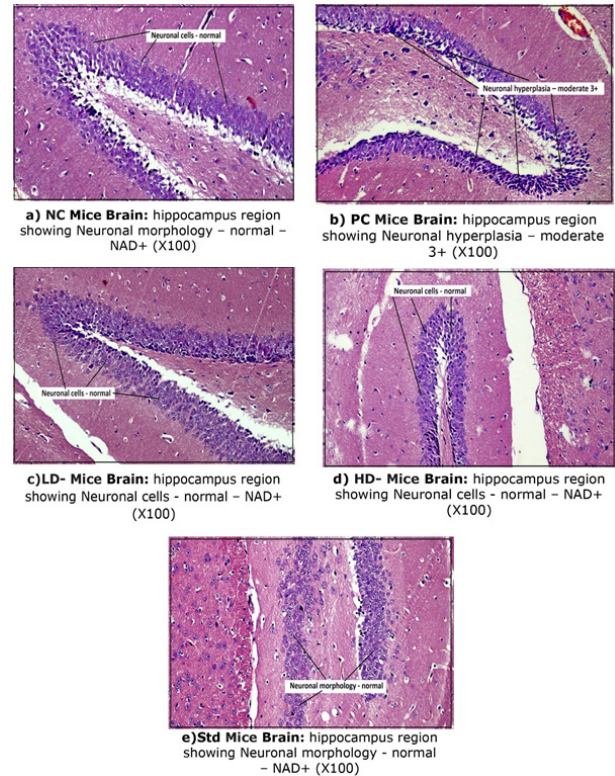 Neuronal cells - normal
Neuronal hyperplasia – moderate 3+
a) NC Mice Brain: hippocampus region
showing Neuronal morphology – normal –
NAD+ (X100)
b) PC Mice Brain: hippocampus region
showing Neuronal hyperplasia – moderate
3+ (X100)
Neuronal cells - normal
Neuronal cells - normal
c)LD- Mice Brain: hippocampus region
showing Neuronal cells - normal – NAD+
(X100)
d) HD- Mice Brain: hippocampus region
showing Neuronal cells - normal – NAD+
(X100)
Neuronal morphology - normal
e)Std Mice Brain: hippocampus region
showing Neuronal morphology - normal
– NAD+ (X100)